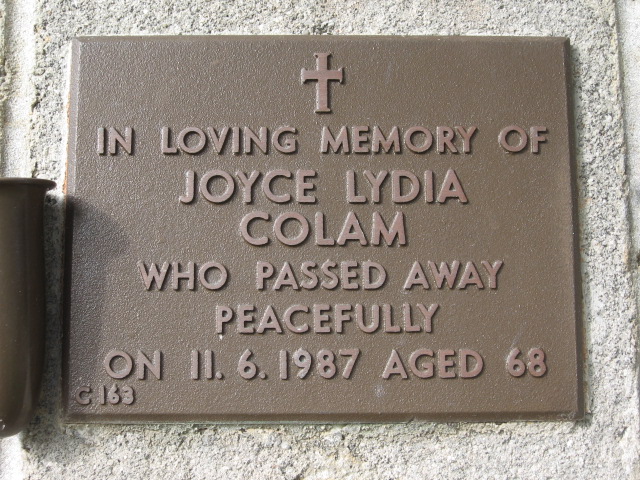 IN LOVING MEMORY OF
JOYCE LYDIA
COLAM
WHO PASSED AWAY
PEACEFULLY
ON 11.6.1987 AGED 68
C 163